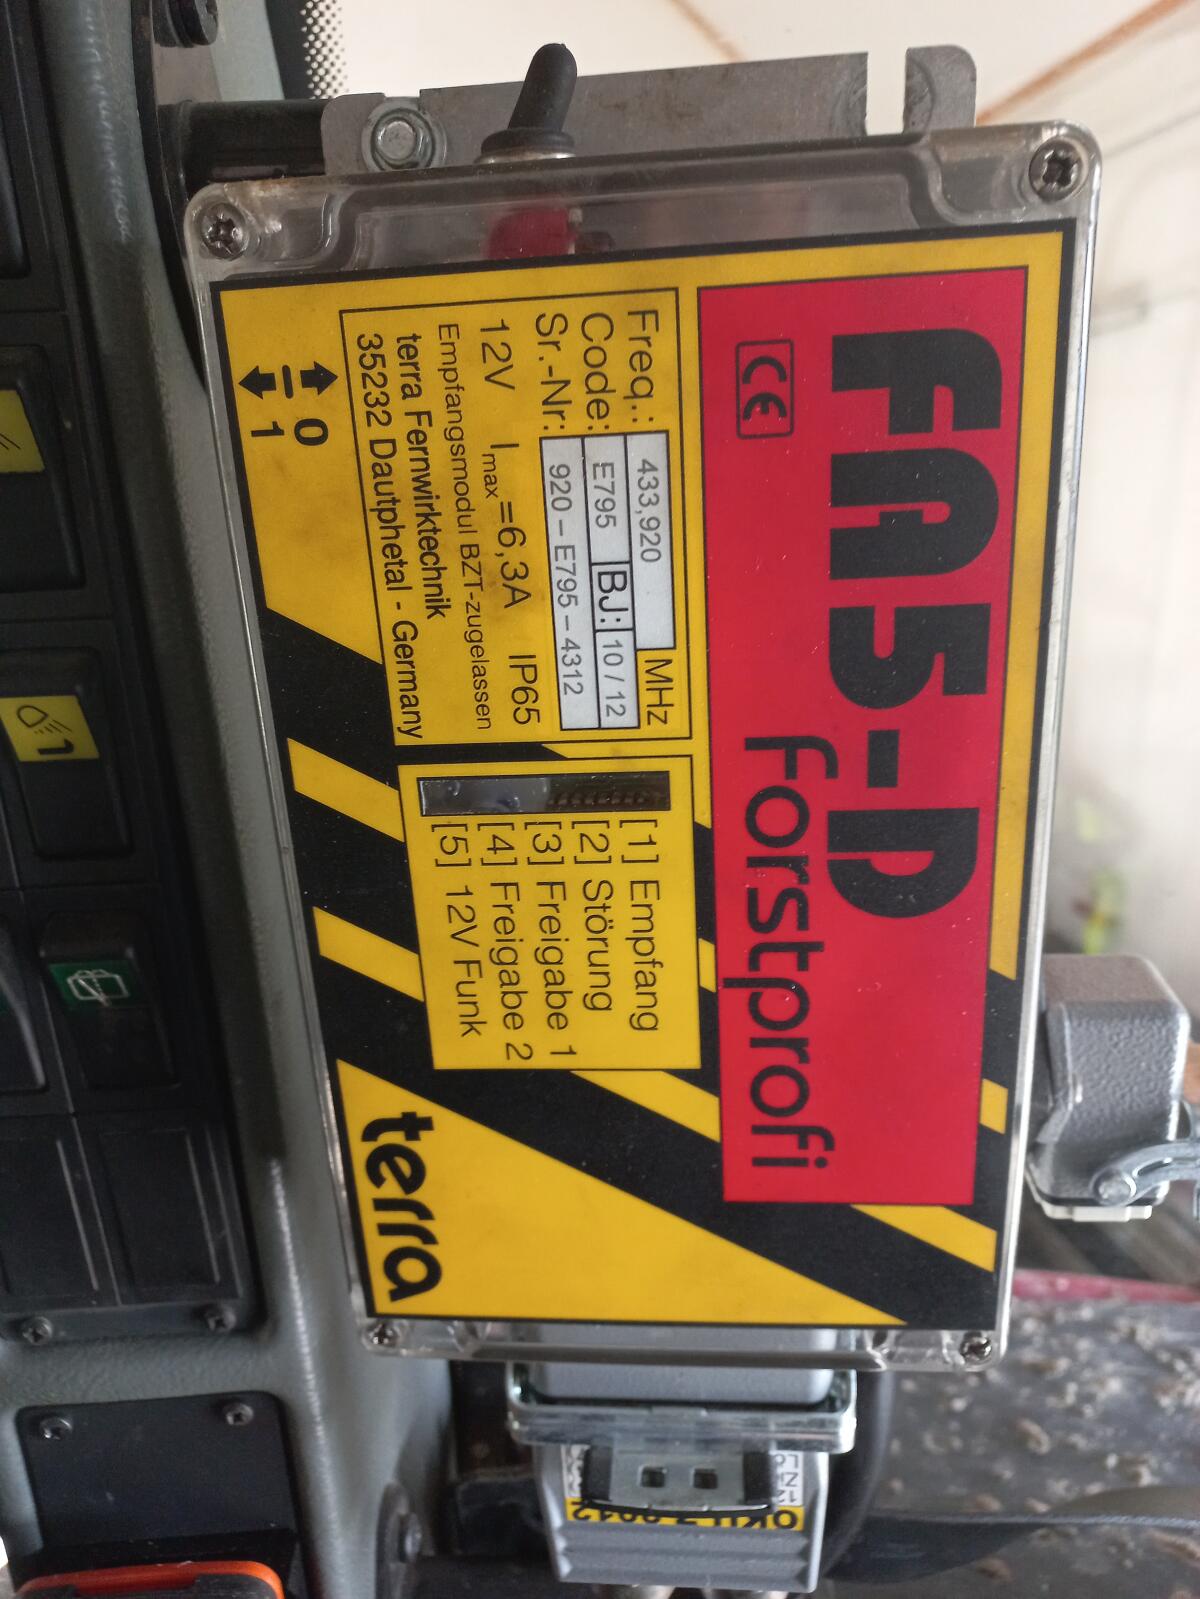 FA5-D
forstprofi
CE
Freq.: 433,920 MHz
Code: E795 BJ: 10/12
Sr.-Nr: 920-E795-4312
12V Imax=6,3A IP65
Empfangsmodul BZT-zugelassen
terra Fernwirktechnik
35232 Dautphetal - Germany
[1] Empfang
[2] Störung
[3] Freigabe 1
[4] Freigabe 2
[5] 12V Funk
0
1
terra